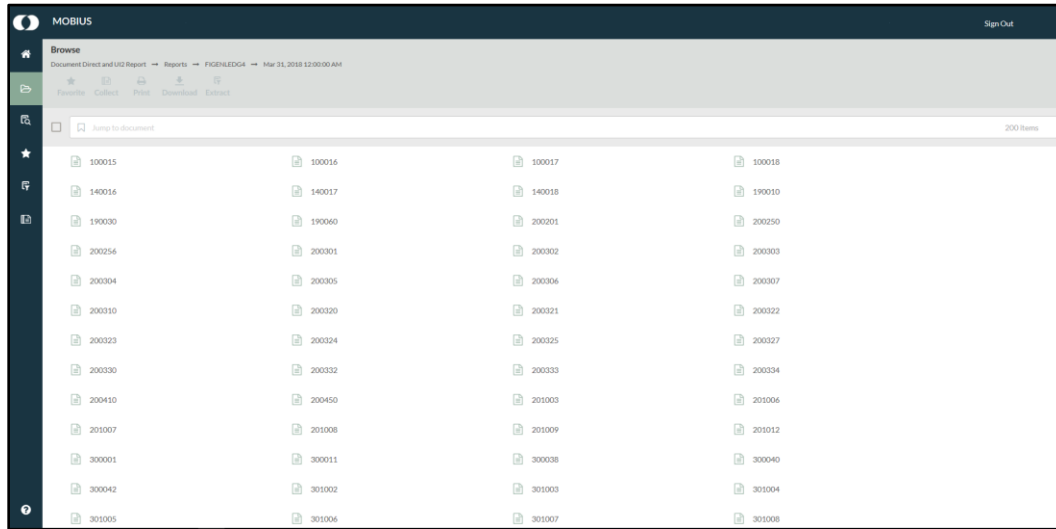 MOBIUS Sign Out
Browse
Document Direct and UI2 Report → Reports → FIGENLEDG4 → Mar 31, 2018 12:00:00 AM
Favorite Collect Print Download Extract
Jump to document 200 Items
100015 100016 100017 100018
140016 140017 140018 190010
190030 190060 200201 200250
200256 200301 200302 200303
200304 200305 200306 200307
200310 200320 200321 200322
200323 200324 200325 200327
200330 200332 200333 200334
200410 200450 201003 201006
201007 201008 201009 201012
300001 300011 300038 300040
300042 301002 301003 301004
301005 301006 301007 301008